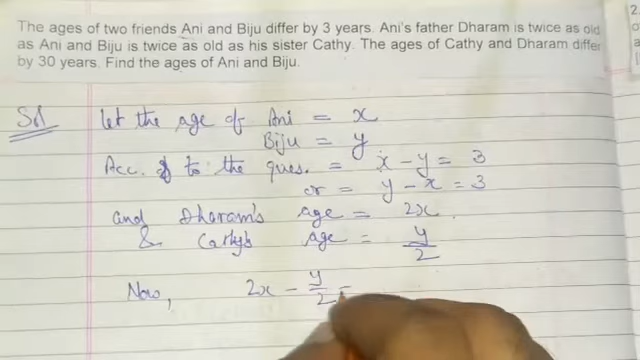 The ages of two friends Ani and Biju differ by 3 years. Ani's father Dharam is twice as old
as Ani and Biju is twice as old as his sister Cathy. The ages of Cathy and Dharam differ
by 30 years. Find the ages of Ani and Biju.
Let the age of Ani = x
Biju = y
Acc. to the ques. = x - y = 3
or = y - x = 3
and Dharam's age = 2x
& Cathy's age = y/2
Now, 2x - y/2 =
2.